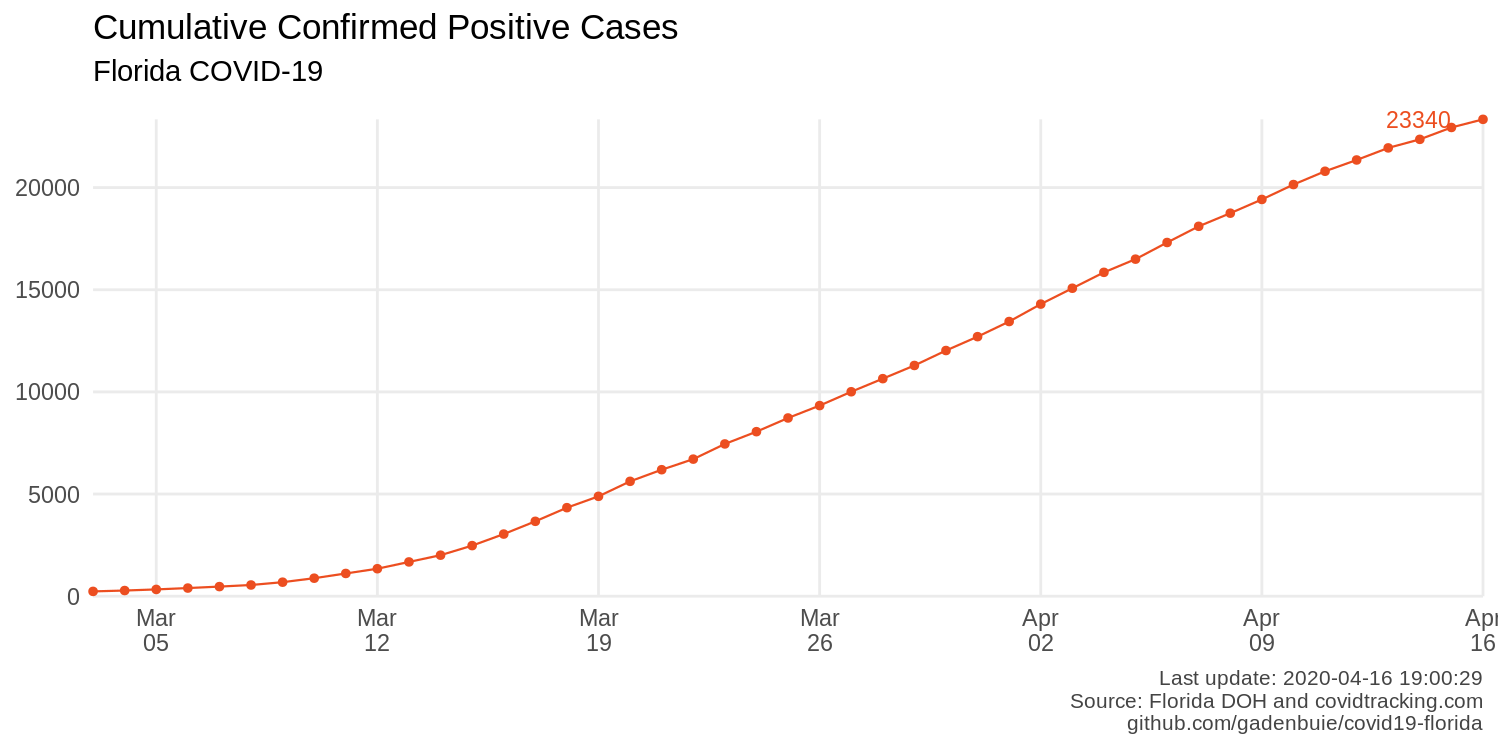 Cumulative Confirmed Positive Cases
Florida COVID-19
23340
20000
15000
10000
5000
0
Mar
05
Mar
12
Mar
19
Mar
26
Apr
02
Apr
09
Apr
16
Last update: 2020-04-16 19:00:29
Source: Florida DOH and covidtracking.com
github.com/gadenbuie/covid19-florida